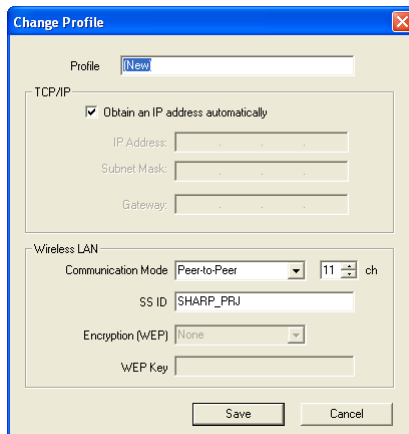 Change Profile
Profile [New]
TCP/IP
Obtain an IP address automatically
IP Address: . . .
Subnet Mask: . . .
Gateway: . . .
Wireless LAN
Communication Mode Peer-to-Peer 11 ch
SS ID SHARP_PRJ
Encryption (WEP) None
WEP Key
Save Cancel